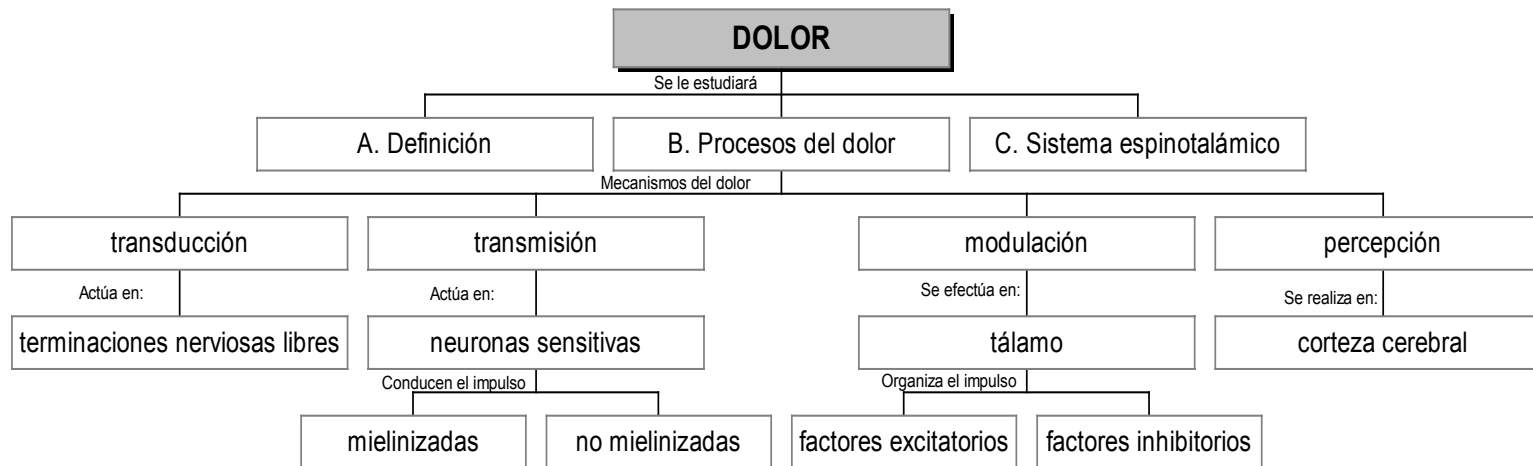 DOLOR
Se le estudiará
A. Definición
B. Procesos del dolor
C. Sistema espinotalámico
Mecanismos del dolor
transducción
transmisión
modulación
percepción
Actúa en:
Actúa en:
Se efectúa en:
Se realiza en:
terminaciones nerviosas libres
neuronas sensitivas
tálamo
corteza cerebral
Conducen el impulso
Organiza el impulso
mielinizadas
no mielinizadas
factores excitatorios
factores inhibitorios